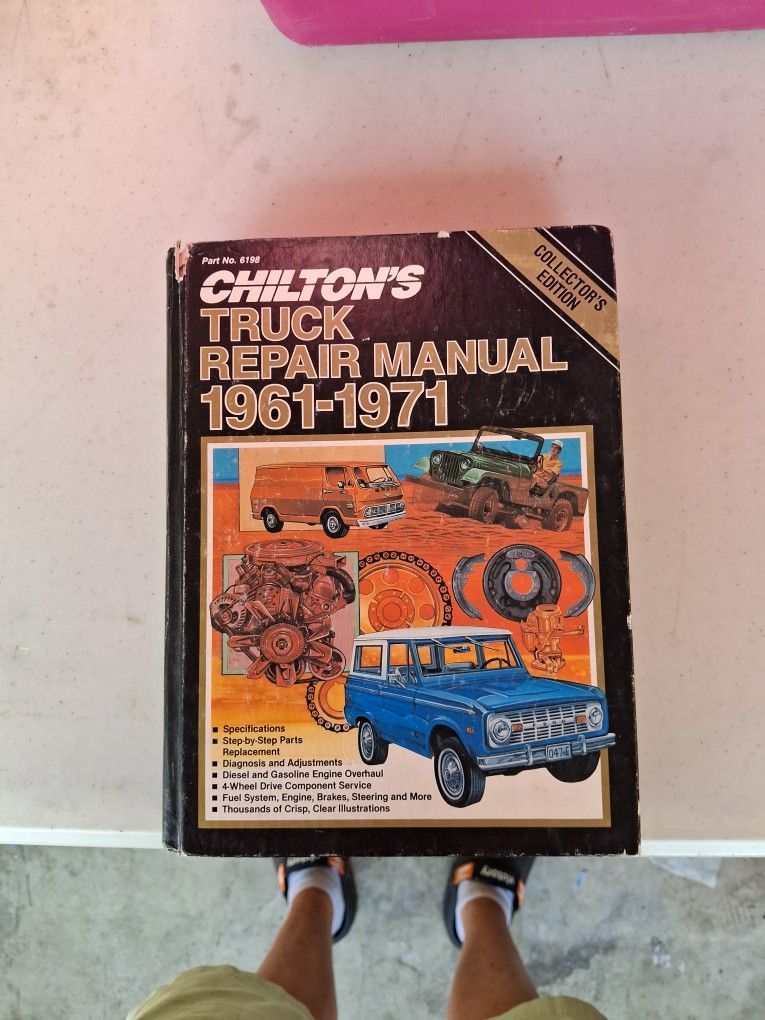 Part No. 6198
CHILTON'S
COLLECTOR'S
EDITION
TRUCK
REPAIR MANUAL
1961-1971
■ Specifications
■ Step-by-Step Parts
Replacement
■ Diagnosis and Adjustments
■ Diesel and Gasoline Engine Overhaul
■ 4-Wheel Drive Component Service
■ Fuel System, Engine, Brakes, Steering and More
■ Thousands of Crisp, Clear Illustrations